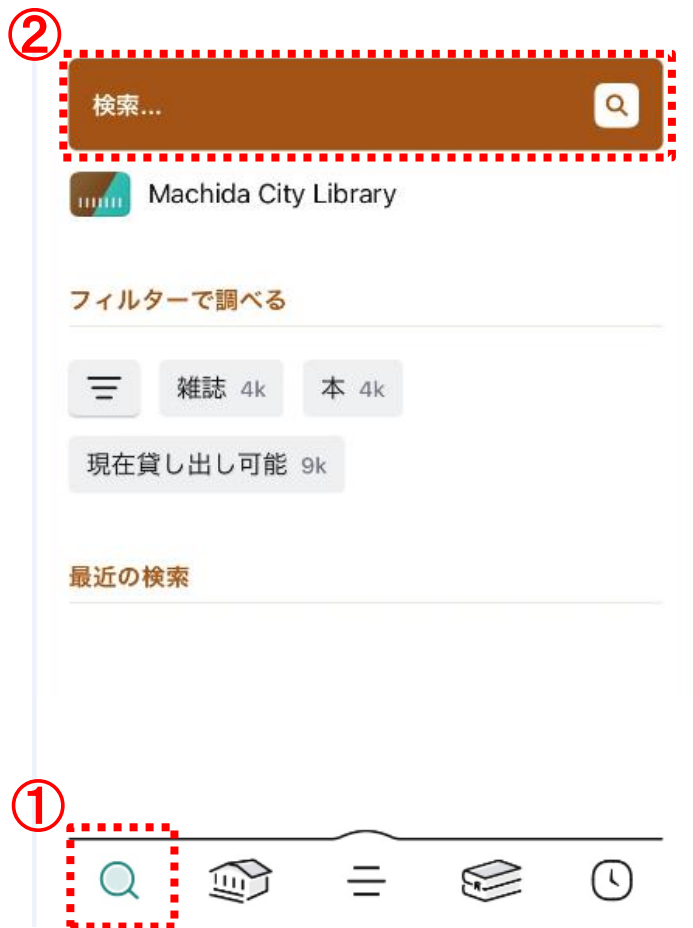 ②
検索...
Machida City Library
フィルターで調べる
雑誌 4k 本 4k
現在貸し出し可能 9k
最近の検索
①